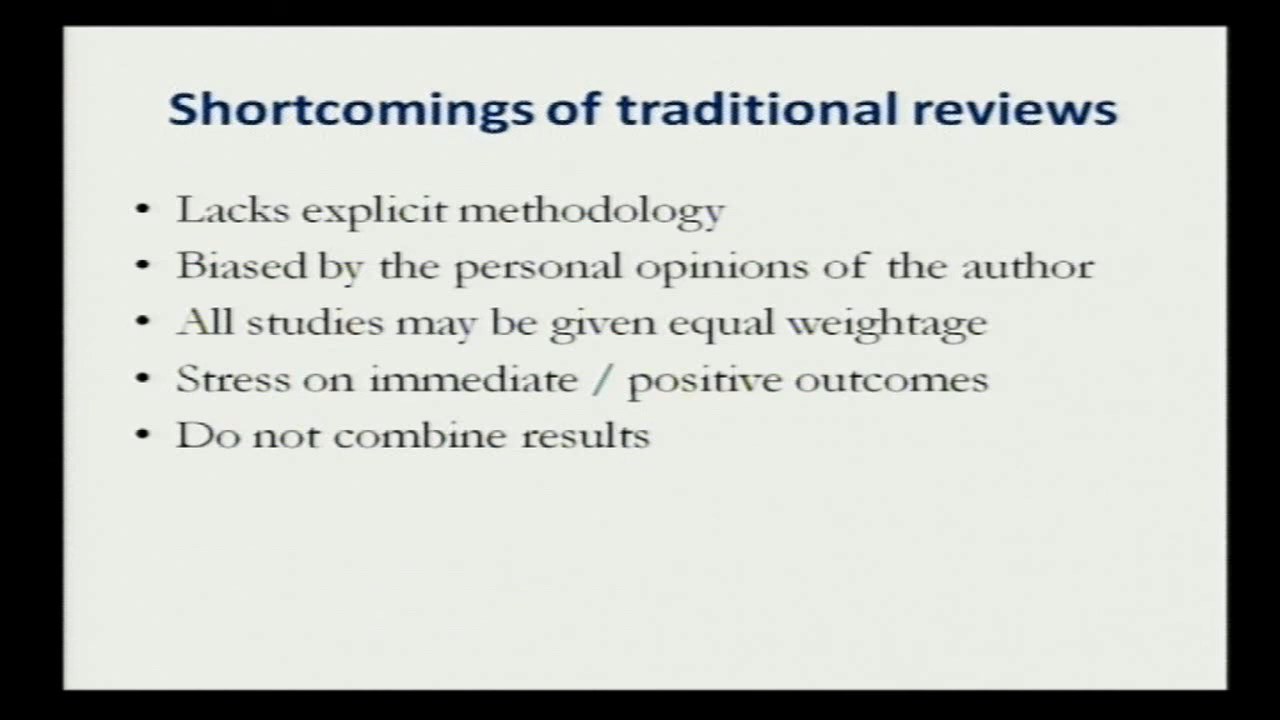 Shortcomings of traditional reviews
• Lacks explicit methodology
• Biased by the personal opinions of the author
• All studies may be given equal weightage
• Stress on immediate / positive outcomes
• Do not combine results